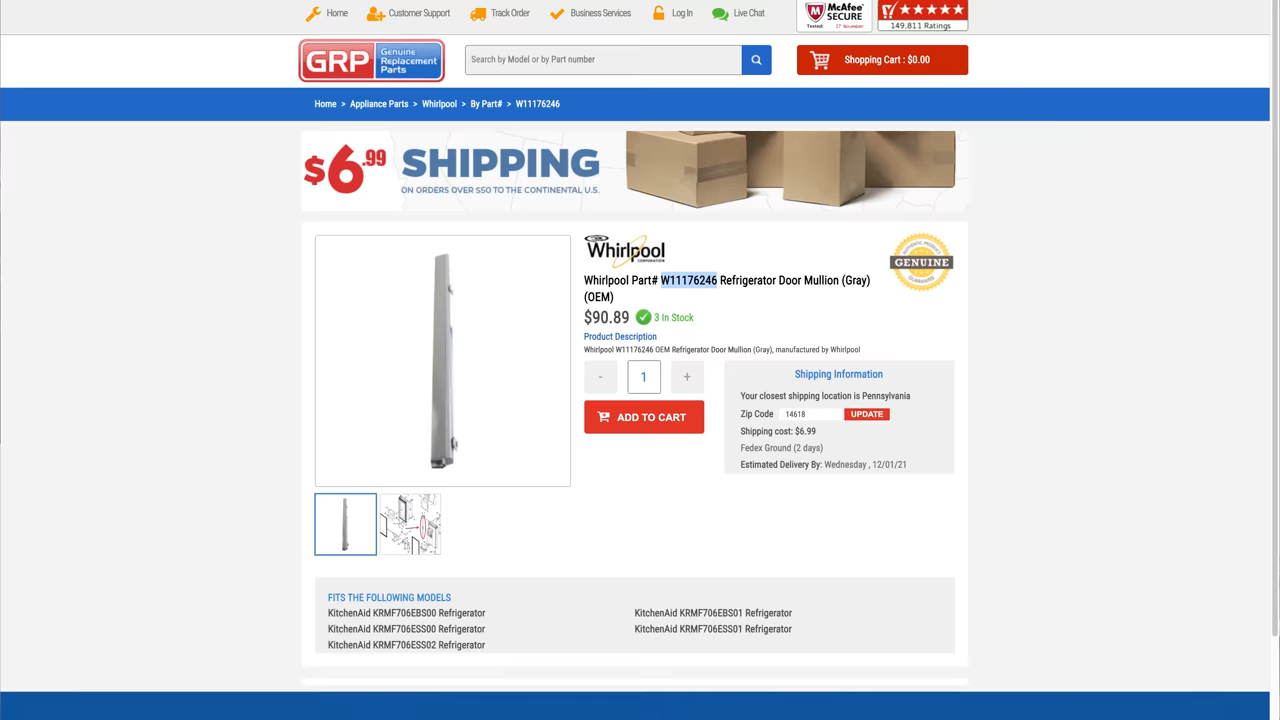 Home
Customer Support
Track Order
Business Services
Log In
Live Chat
McAfee
SECURE
Tested: 27 November
149,811 Ratings
GRP Genuine
Replacement
Parts
Search by Model or by Part number
Shopping Cart : $0.00
Home > Appliance Parts > Whirlpool > By Part# > W11176246
$6.99 SHIPPING
ON ORDERS OVER $50 TO THE CONTINENTAL U.S.
Whirlpool
CORPORATION
GENUINE
Whirlpool Part# W11176246 Refrigerator Door Mullion (Gray)
(OEM)
$90.89 3 In Stock
Product Description
Whirlpool W11176246 OEM Refrigerator Door Mullion (Gray), manufactured by Whirlpool
- 1 +
ADD TO CART
Shipping Information
Your closest shipping location is Pennsylvania
Zip Code 14618 UPDATE
Shipping cost: $6.99
Fedex Ground (2 days)
Estimated Delivery By: Wednesday , 12/01/21
FITS THE FOLLOWING MODELS
KitchenAid KRMF706EBS00 Refrigerator
KitchenAid KRMF706EBS01 Refrigerator
KitchenAid KRMF706ESS00 Refrigerator
KitchenAid KRMF706ESS01 Refrigerator
KitchenAid KRMF706ESS02 Refrigerator